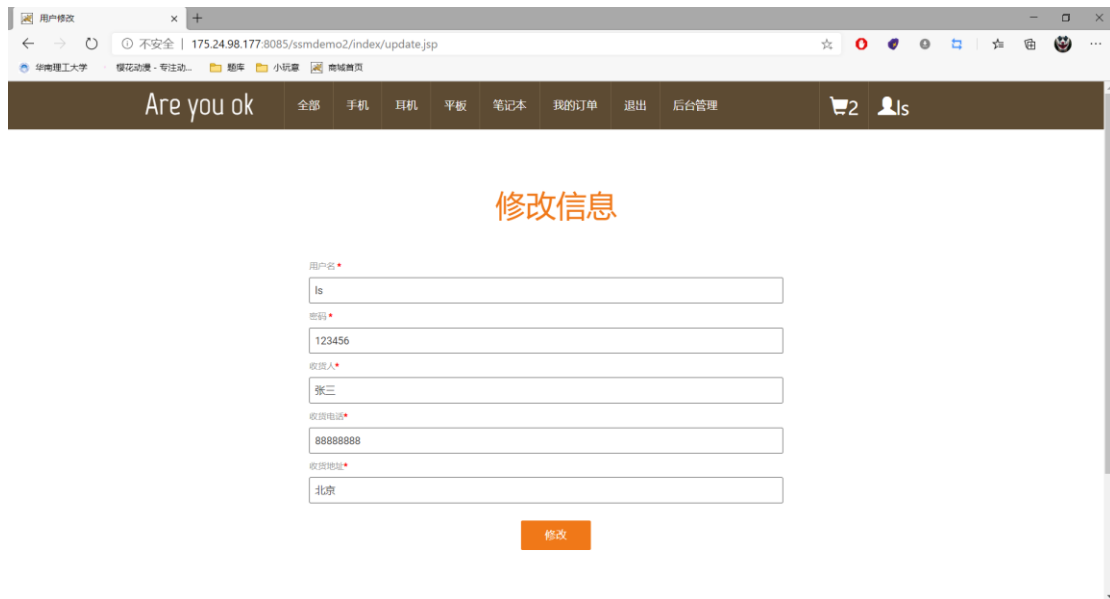 用户修改
不安全 | 175.24.98.177:8085/ssmdemo2/index/update.jsp
华南理工大学 樱花动漫 - 专注动... 题库 小玩意 商城首页
Are you ok 全部 手机 耳机 平板 笔记本 我的订单 退出 后台管理 2 ls
修改信息
用户名*
ls
密码*
123456
收货人*
张三
收货电话*
88888888
收货地址*
北京
修改